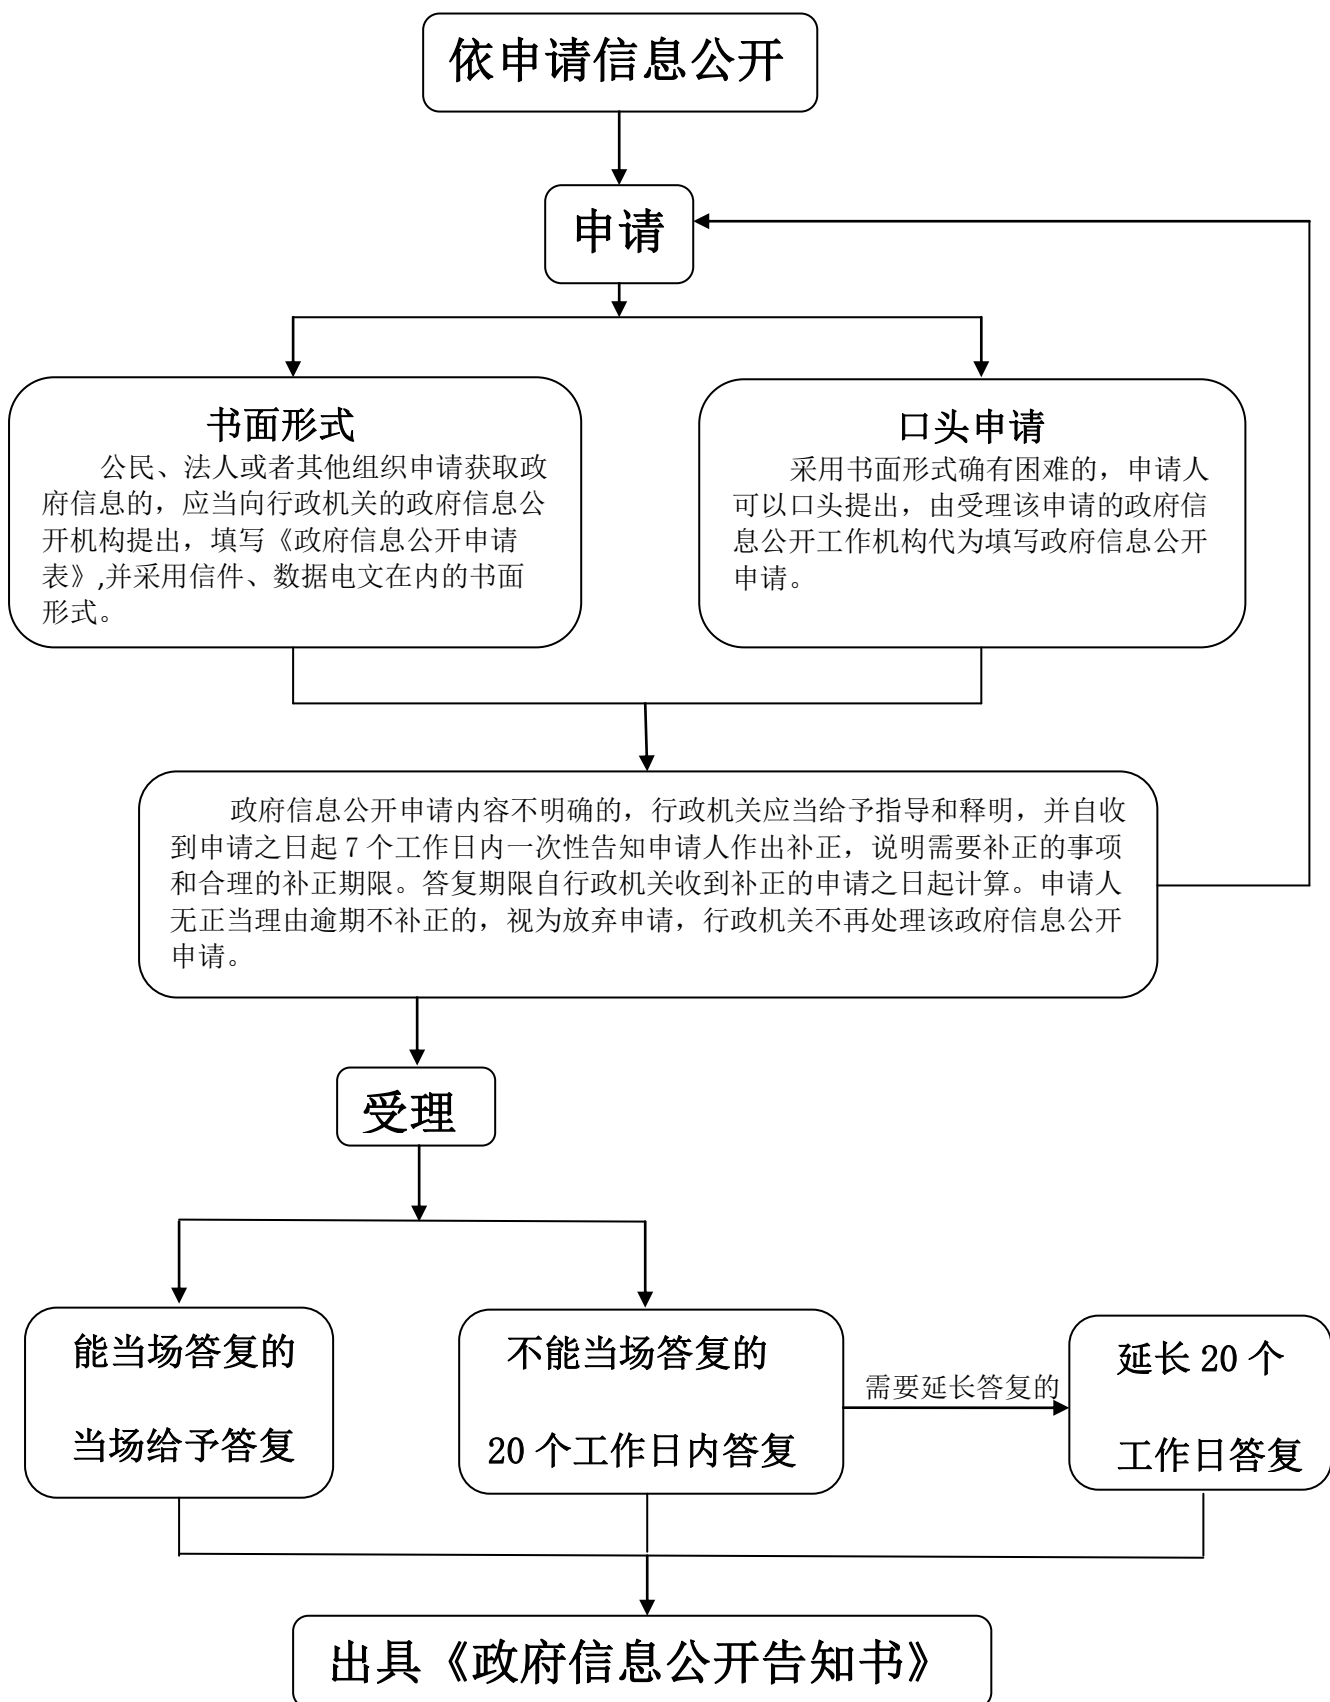 依申请信息公开
申请
书面形式
公民、法人或者其他组织申请获取政
府信息的，应当向行政机关的政府信息公
开机构提出，填写《政府信息公开申请
表》,并采用信件、数据电文在内的书面
形式。
口头申请
采用书面形式确有困难的，申请人
可以口头提出，由受理该申请的政府信
息公开工作机构代为填写政府信息公开
申请。
政府信息公开申请内容不明确的，行政机关应当给予指导和释明，并自收
到申请之日起 7 个工作日内一次性告知申请人作出补正，说明需要补正的事项
和合理的补正期限。答复期限自行政机关收到补正的申请之日起计算。申请人
无正当理由逾期不补正的，视为放弃申请，行政机关不再处理该政府信息公开
申请。
受理
能当场答复的
当场给予答复
不能当场答复的
20 个工作日内答复
需要延长答复的
延长 20 个
工作日答复
出具《政府信息公开告知书》